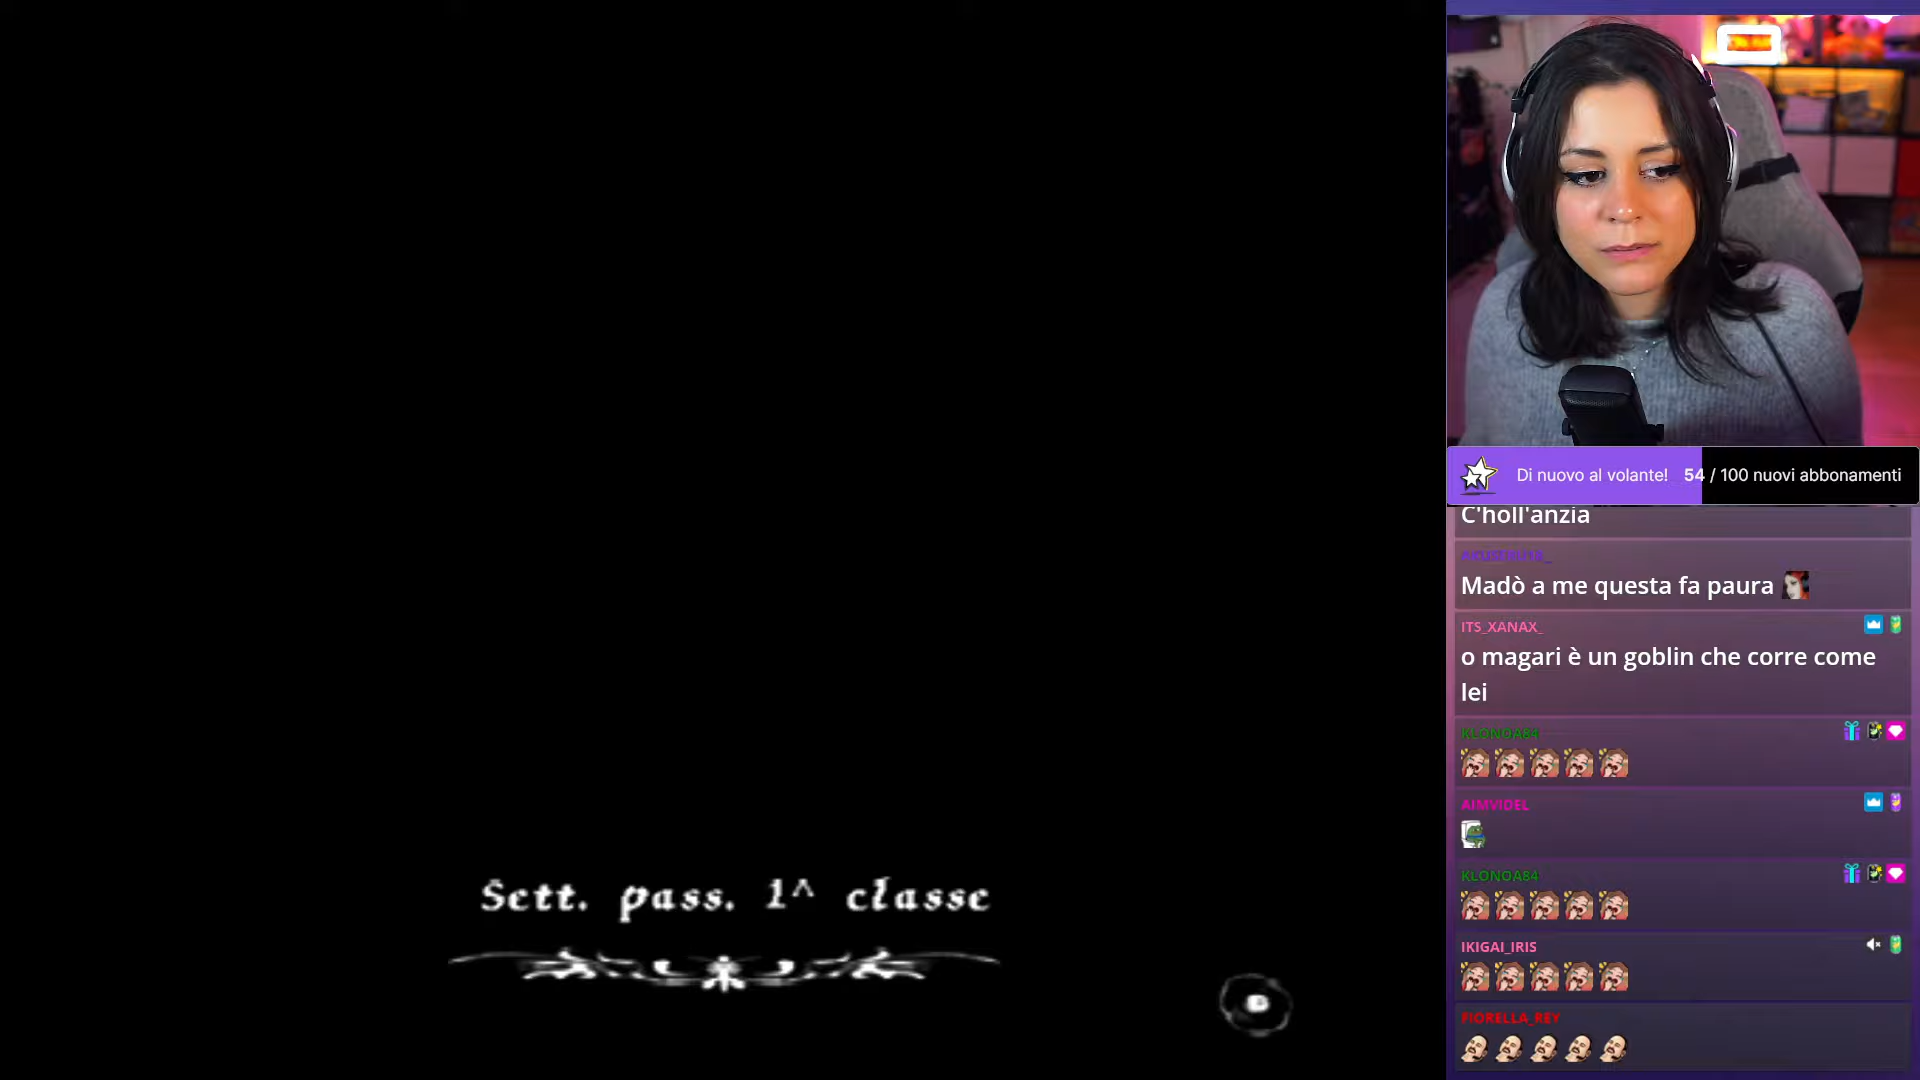 Sett. pass. 1^ classe
Di nuovo al volante! 54 / 100 nuovi abbonamenti
C'holl'anzia
Madò a me questa fa paura
ITS_XANAX_
o magari è un goblin che corre come
lei
KLONOA84
AIMVIDEL
KLONOA84
IKIGAI_IRIS
FIORELLA_REY